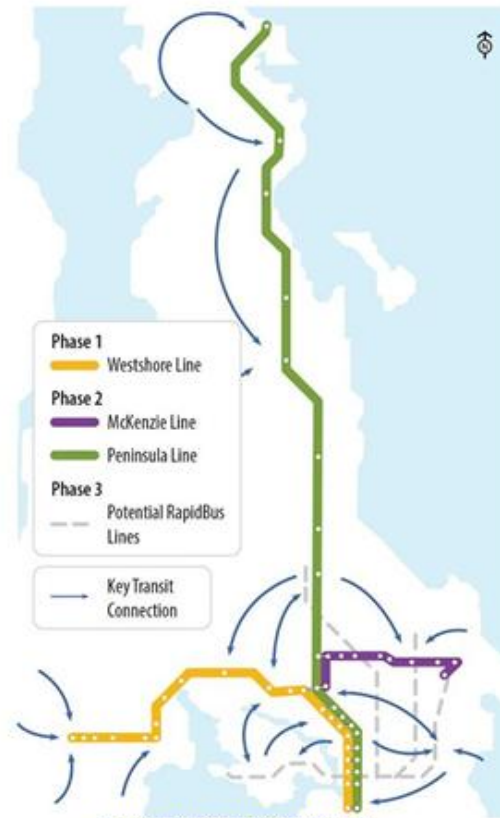 Phase 1
Westshore Line
Phase 2
McKenzie Line
Peninsula Line
Phase 3
Potential RapidBus
Lines
Key Transit
Connection